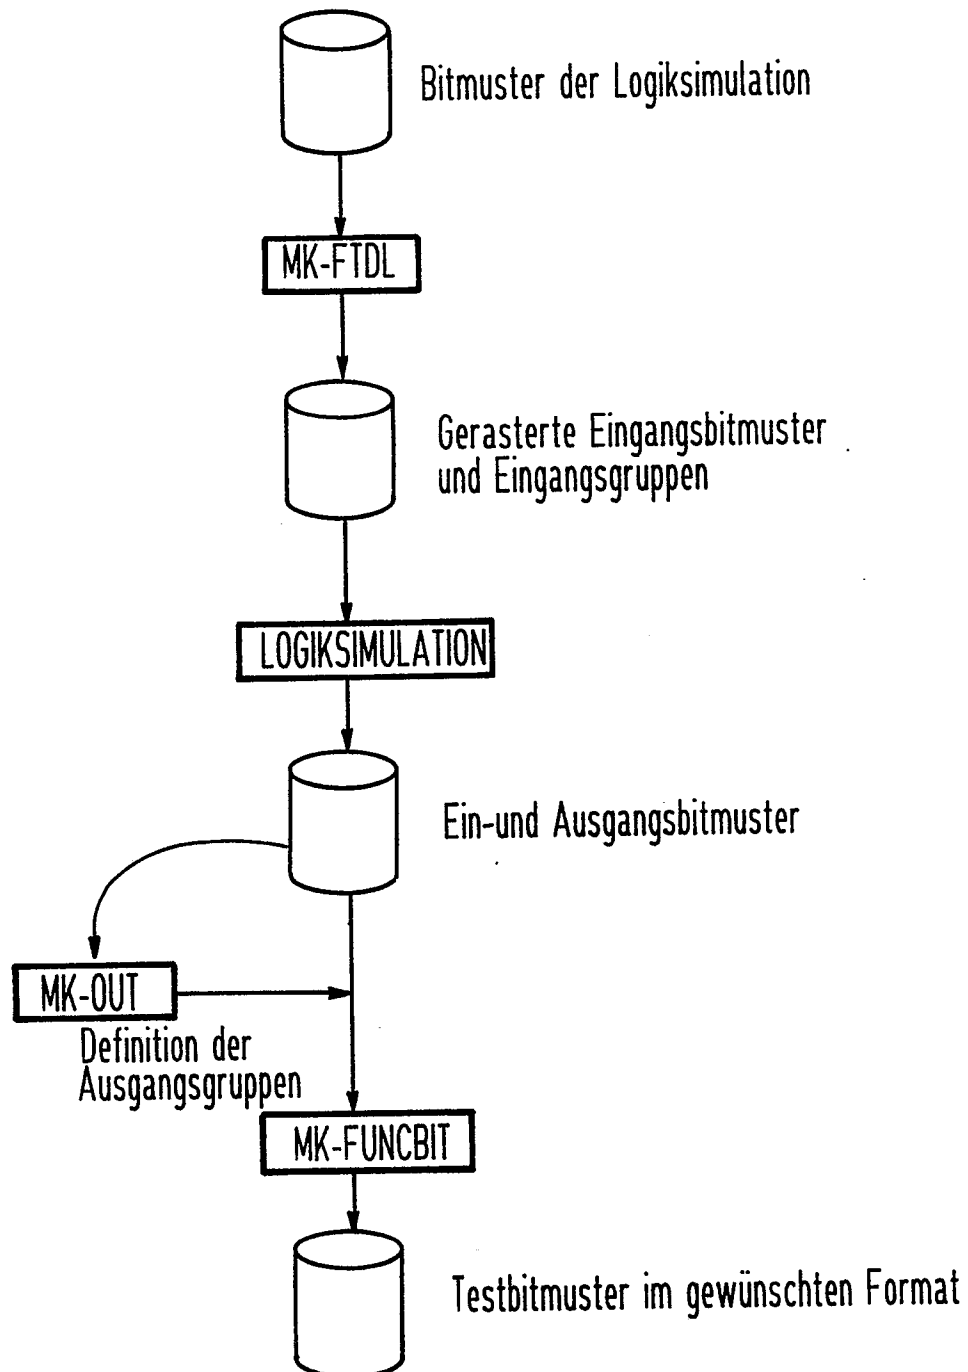 Bitmuster der Logiksimulation
MK-FTDL
Gerasterte Eingangsbitmuster
und Eingangsgruppen
LOGIKSIMULATION
Ein-und Ausgangsbitmuster
MK-OUT
Definition der
Ausgangsgruppen
MK-FUNCBIT
Testbitmuster im gewünschten Format